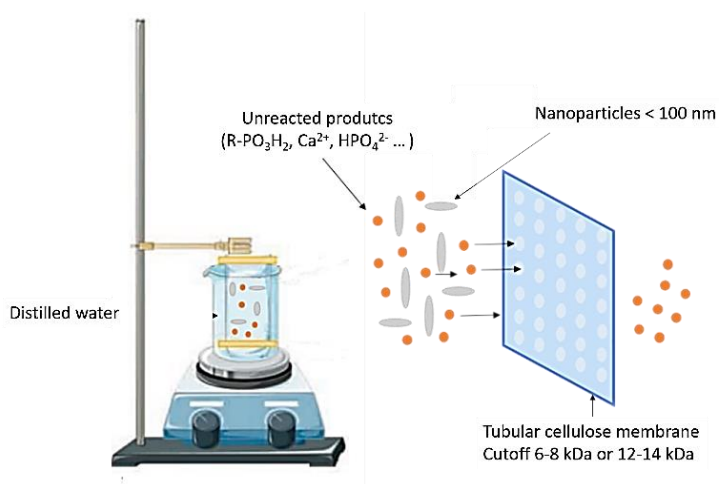 Unreacted produtcs
(R-PO₃H₂, Ca²⁺, HPO₄²⁻ ... )
Nanoparticles < 100 nm
Distilled water
Tubular cellulose membrane
Cutoff 6-8 kDa or 12-14 kDa